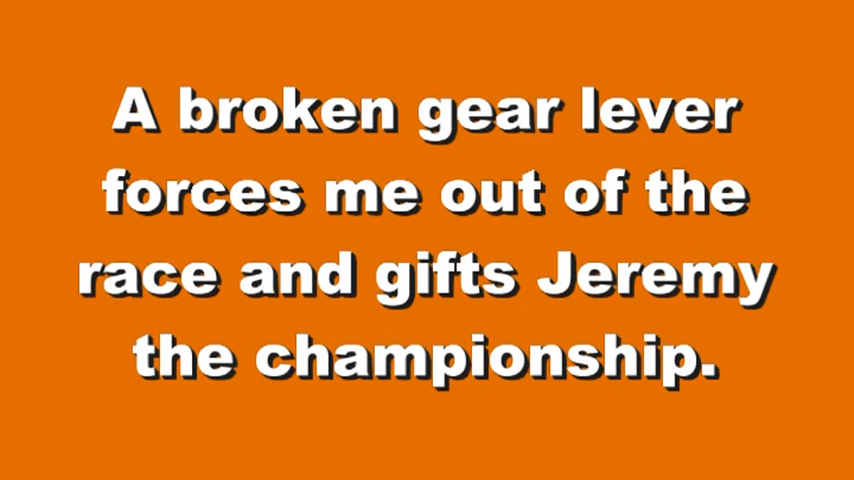 A broken gear lever
forces me out of the
race and gifts Jeremy
the championship.